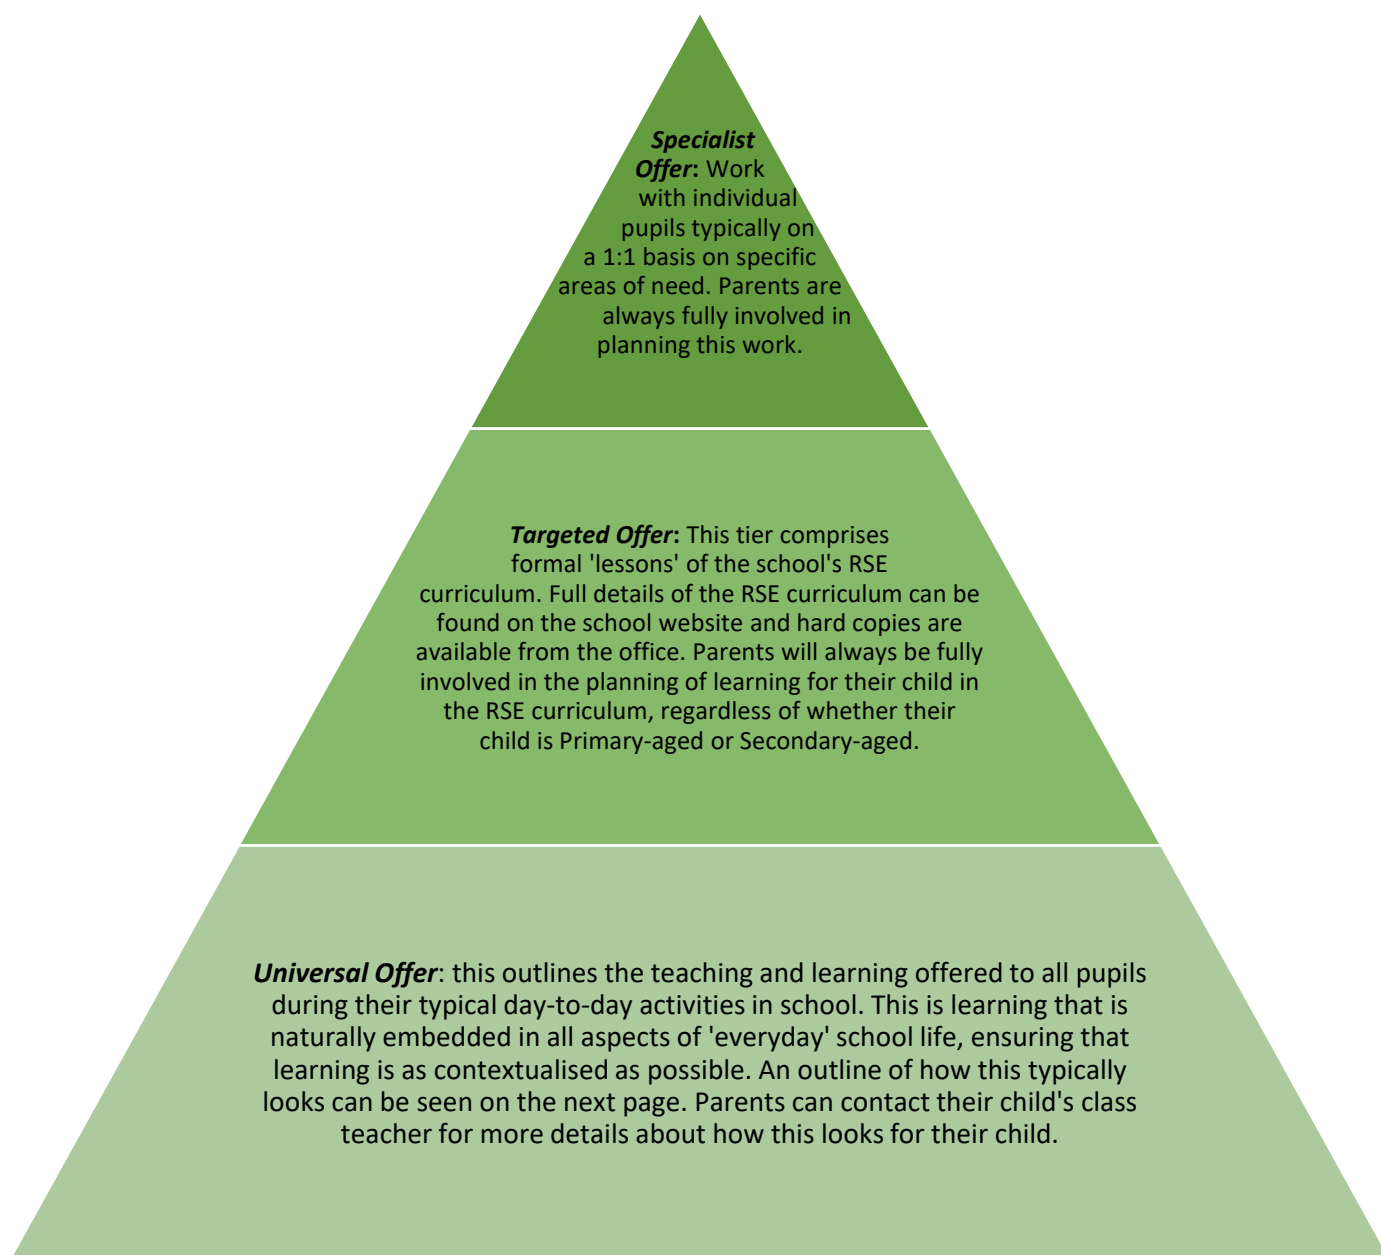 Specialist
Offer: Work
with individual
pupils typically on
a 1:1 basis on specific
areas of need. Parents are
always fully involved in
planning this work.
Targeted Offer: This tier comprises
formal 'lessons' of the school's RSE
curriculum. Full details of the RSE curriculum can be
found on the school website and hard copies are
available from the office. Parents will always be fully
involved in the planning of learning for their child in
the RSE curriculum, regardless of whether their
child is Primary-aged or Secondary-aged.
Universal Offer: this outlines the teaching and learning offered to all pupils
during their typical day-to-day activities in school. This is learning that is
naturally embedded in all aspects of 'everyday' school life, ensuring that
learning is as contextualised as possible. An outline of how this typically
looks can be seen on the next page. Parents can contact their child's class
teacher for more details about how this looks for their child.